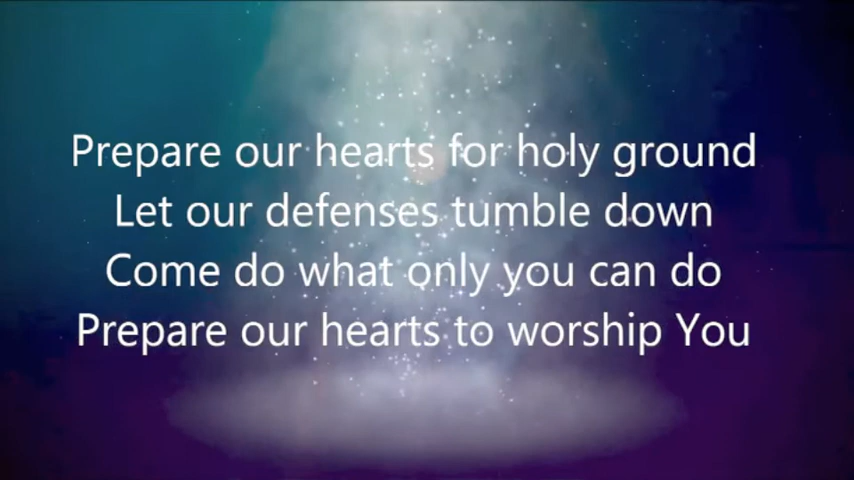 Prepare our hearts for holy ground
Let our defenses tumble down
Come do what only you can do
Prepare our hearts to worship You